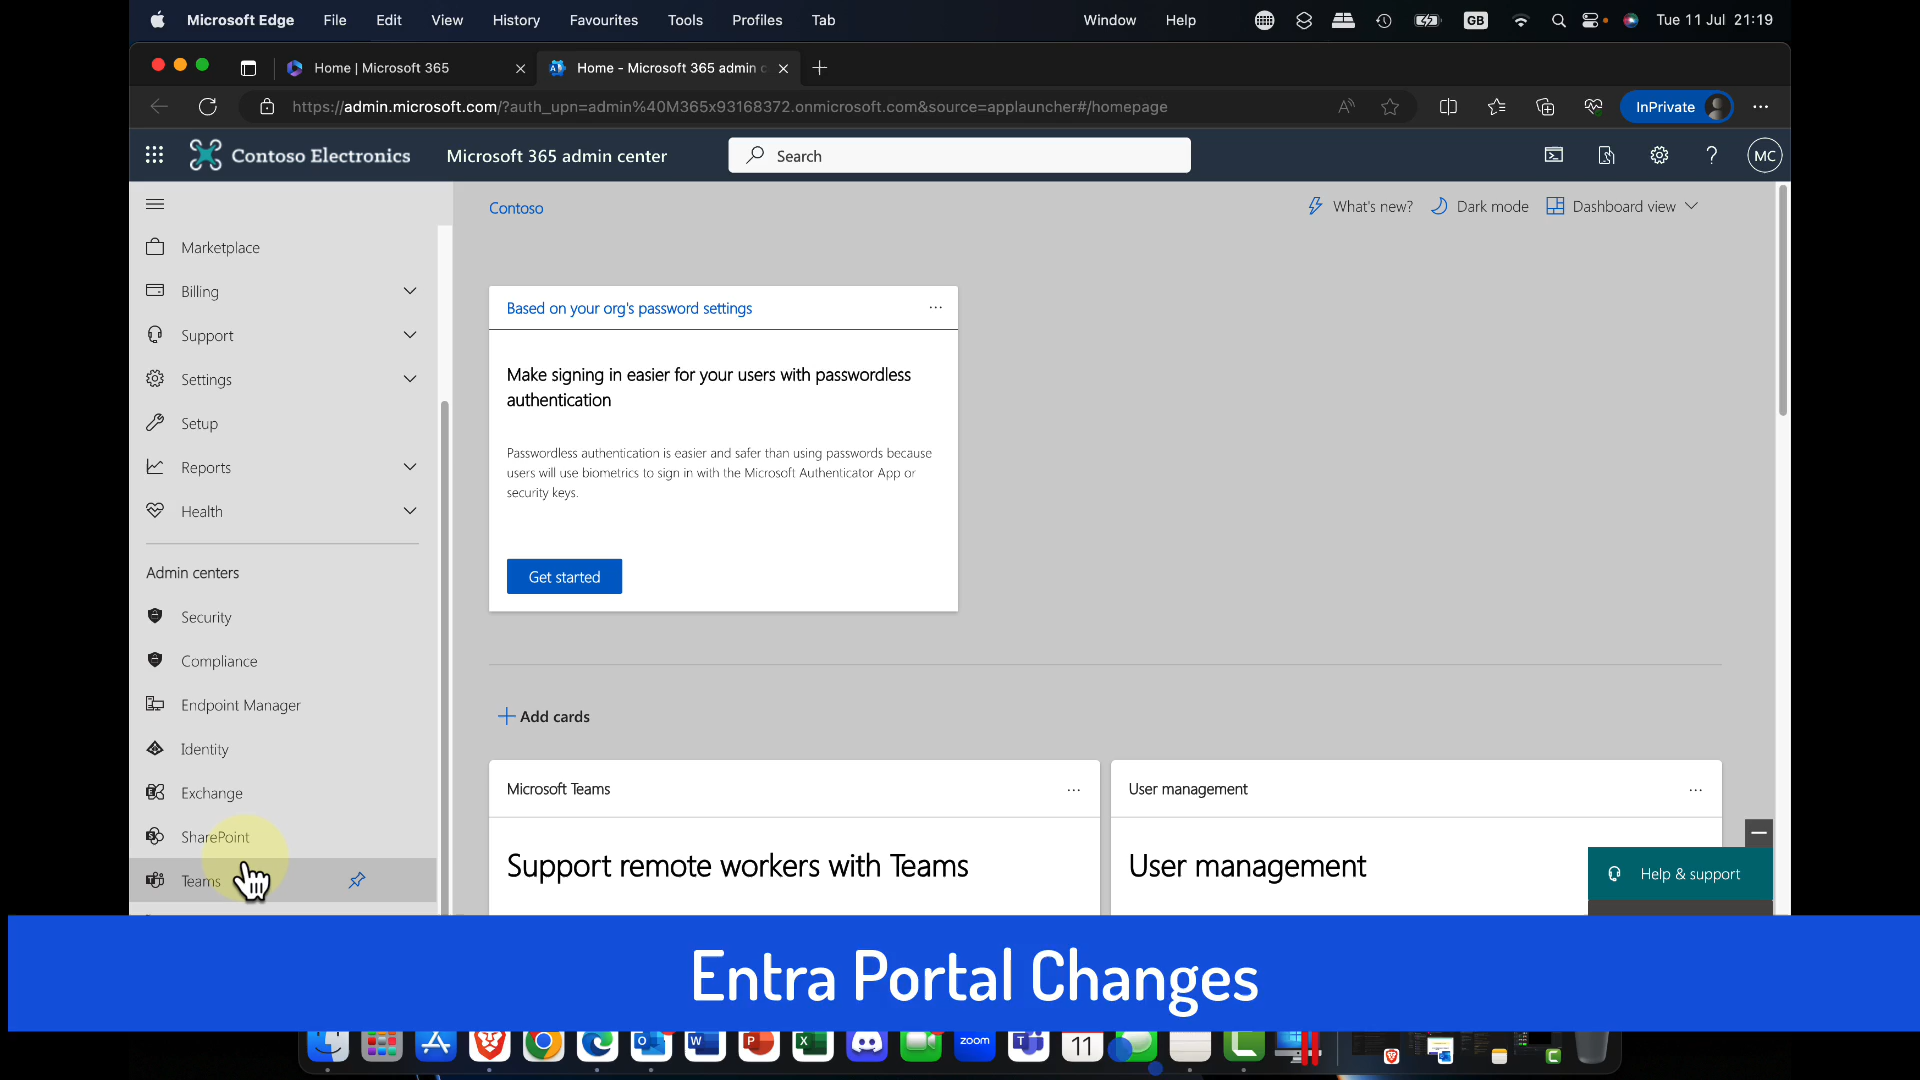 Microsoft Edge File Edit View History Favourites Tools Profiles Tab Window Help GB Tue 11 Jul 21:19
Home | Microsoft 365
Home - Microsoft 365 admin c
https://admin.microsoft.com/?auth_upn=admin%40M365x93168372.onmicrosoft.com&source=applauncher#/homepage
InPrivate
Contoso Electronics
Microsoft 365 admin center
Search
MC
Marketplace
Billing
Support
Settings
Setup
Reports
Health
Admin centers
Security
Compliance
Endpoint Manager
Identity
Exchange
SharePoint
Teams
Contoso
What's new?
Dark mode
Dashboard view
Based on your org's password settings
Make signing in easier for your users with passwordless
authentication
Passwordless authentication is easier and safer than using passwords because
users will use biometrics to sign in with the Microsoft Authenticator App or
security keys.
Get started
Add cards
Microsoft Teams
Support remote workers with Teams
User management
User management
Help & support
Entra Portal Changes
zoom
11